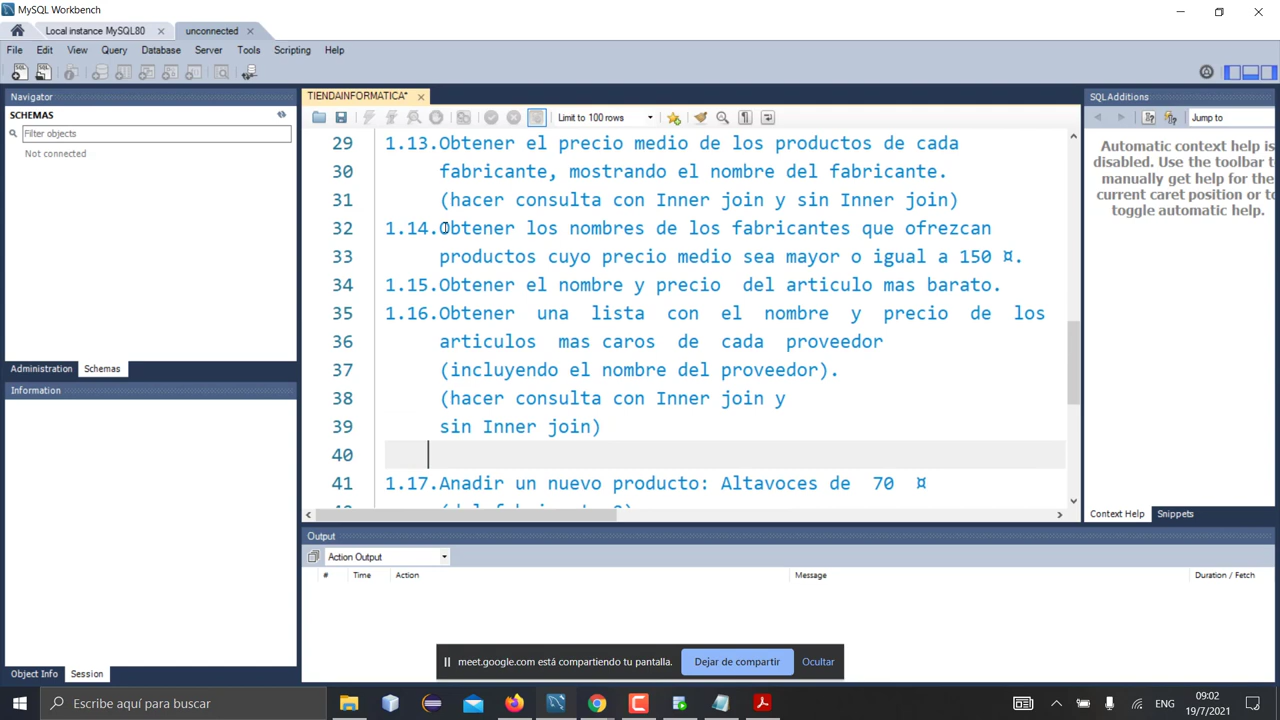 MySQL Workbench
Local instance MySQL80
unconnected
File Edit View Query Database Server Tools Scripting Help
Navigator
SCHEMAS
Filter objects
Not connected
Administration Schemas
Information
Object Info Session
TIENDAINFORMATICA*
Limit to 100 rows
29 1.13.Obtener el precio medio de los productos de cada
30 fabricante, mostrando el nombre del fabricante.
31 (hacer consulta con Inner join y sin Inner join)
32 1.14.Obtener los nombres de los fabricantes que ofrezcan
33 productos cuyo precio medio sea mayor o igual a 150 ¤.
34 1.15.Obtener el nombre y precio del articulo mas barato.
35 1.16.Obtener una lista con el nombre y precio de los
36 articulos mas caros de cada proveedor
37 (incluyendo el nombre del proveedor).
38 (hacer consulta con Inner join y
39 sin Inner join)
40
41 1.17.Anadir un nuevo producto: Altavoces de 70 ¤
SQLAdditions
Jump to
Automatic context help is
disabled. Use the toolbar t
manually get help for the
current caret position or to
toggle automatic help.
Context Help Snippets
Output
Action Output
# Time Action Message Duration / Fetch
meet.google.com está compartiendo tu pantalla. Dejar de compartir Ocultar
Escribe aquí para buscar
ENG
09:02
19/7/2021